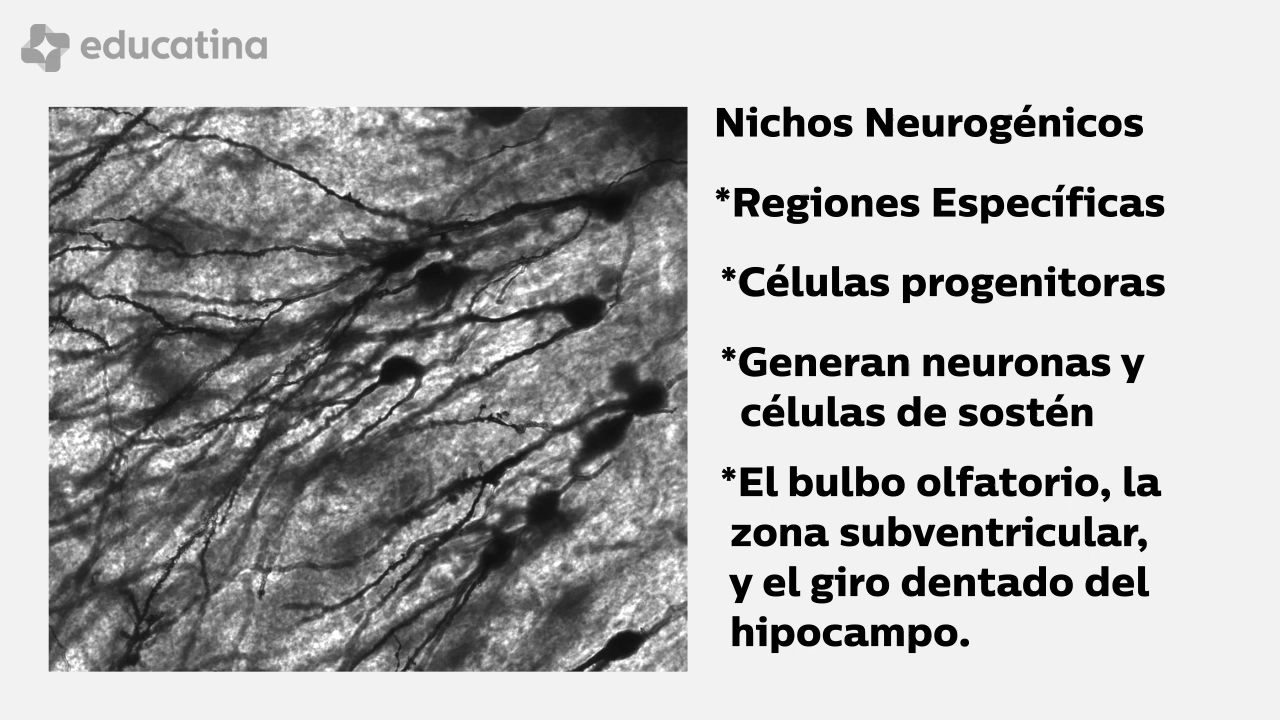 educatina
Nichos Neurogénicos
*Regiones Específicas
*Células progenitoras
*Generan neuronas y
células de sostén
*El bulbo olfatorio, la
zona subventricular,
y el giro dentado del
hipocampo.